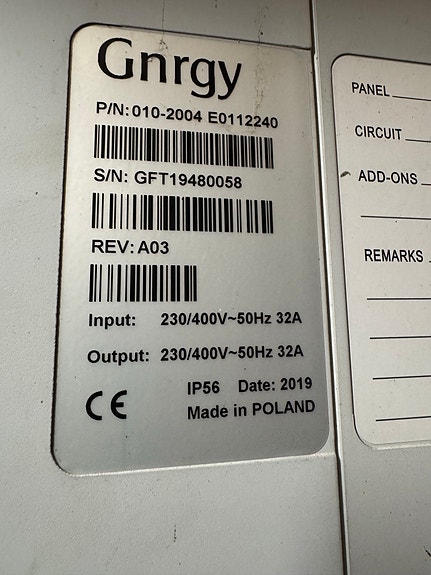 Gnrgy
P/N: 010-2004 E0112240
S/N: GFT19480058
REV: A03
Input: 230/400V~50Hz 32A
Output: 230/400V~50Hz 32A
IP56 Date: 2019
CE Made in POLAND
PANEL
CIRCUIT
ADD-ONS
REMARKS